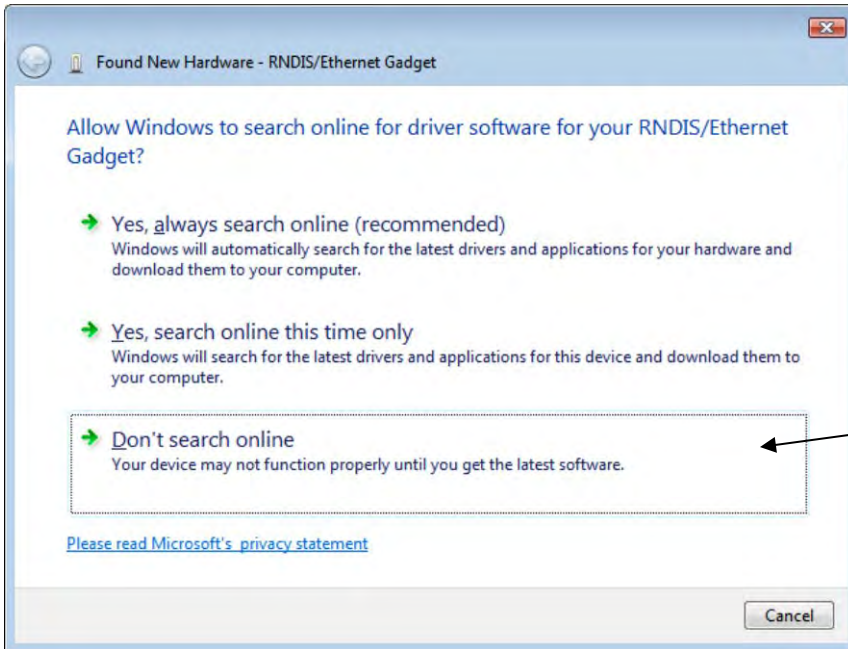 Found New Hardware - RNDIS/Ethernet Gadget
Allow Windows to search online for driver software for your RNDIS/Ethernet
Gadget?
Yes, always search online (recommended)
Windows will automatically search for the latest drivers and applications for your hardware and
download them to your computer.
Yes, search online this time only
Windows will search for the latest drivers and applications for this device and download them to
your computer.
Don't search online
Your device may not function properly until you get the latest software.
Please read Microsoft's privacy statement
Cancel